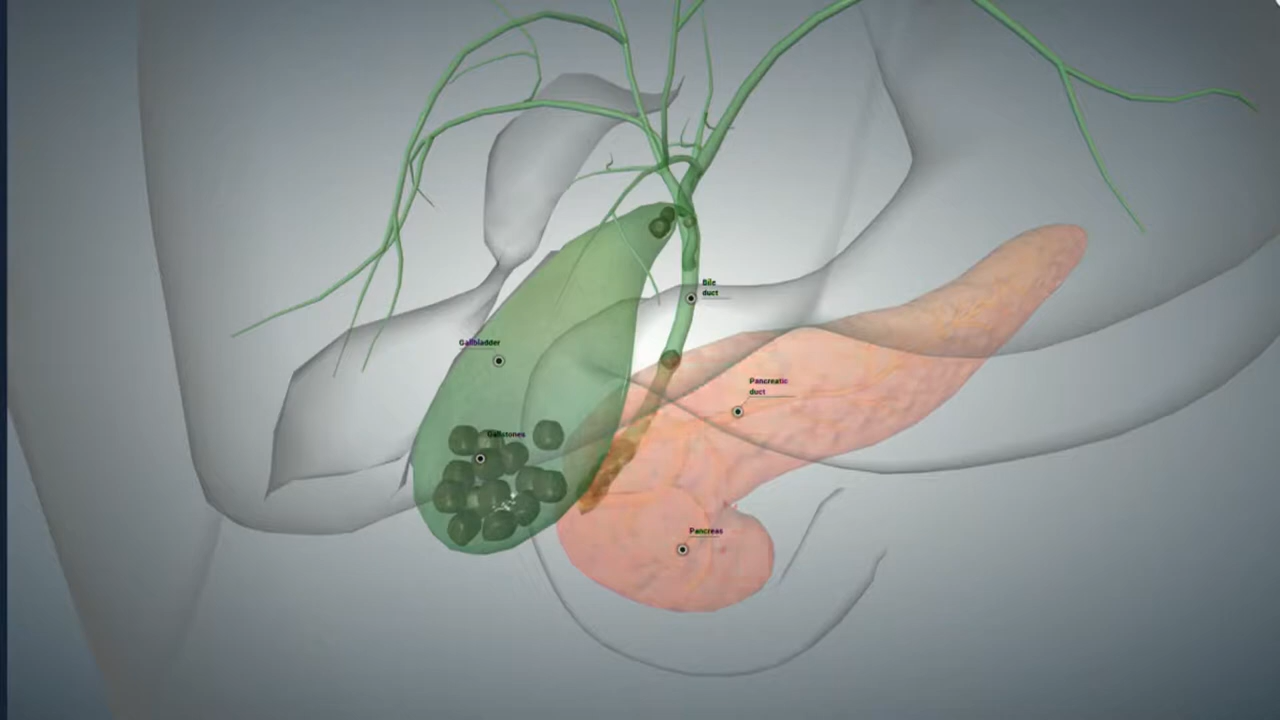 Bile
duct
Gallbladder
Pancreatic
duct
Gallstones
Pancreas